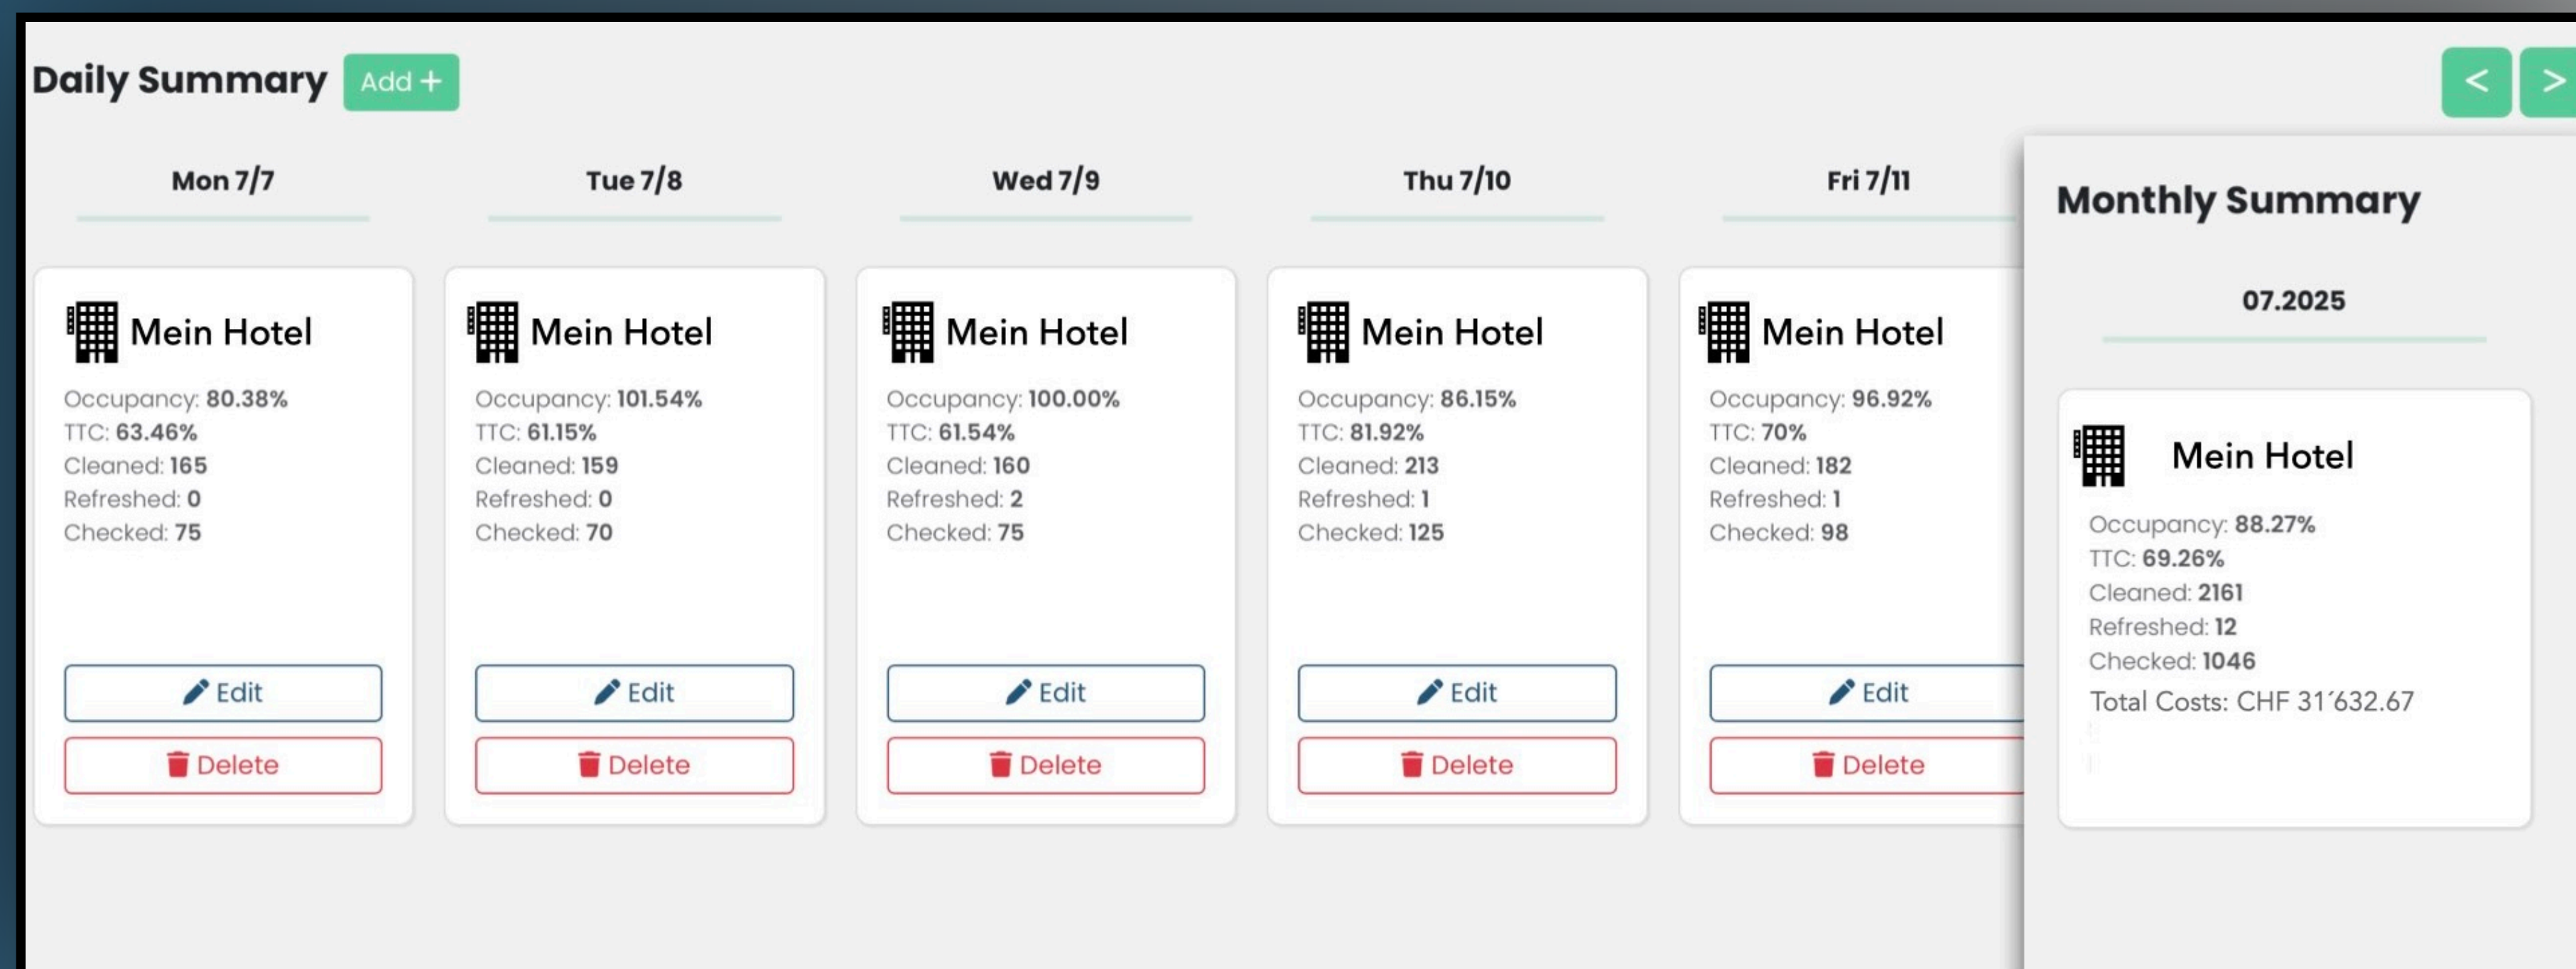 Daily Summary
Add +
<
>
Mon 7/7
Mein Hotel
Occupancy: 80.38%
TTC: 63.46%
Cleaned: 165
Refreshed: 0
Checked: 75
Edit
Delete
Tue 7/8
Mein Hotel
Occupancy: 101.54%
TTC: 61.15%
Cleaned: 159
Refreshed: 0
Checked: 70
Edit
Delete
Wed 7/9
Mein Hotel
Occupancy: 100.00%
TTC: 61.54%
Cleaned: 160
Refreshed: 2
Checked: 75
Edit
Delete
Thu 7/10
Mein Hotel
Occupancy: 86.15%
TTC: 81.92%
Cleaned: 213
Refreshed: 1
Checked: 125
Edit
Delete
Fri 7/11
Mein Hotel
Occupancy: 96.92%
TTC: 70%
Cleaned: 182
Refreshed: 1
Checked: 98
Edit
Delete
Monthly Summary
07.2025
Mein Hotel
Occupancy: 88.27%
TTC: 69.26%
Cleaned: 2161
Refreshed: 12
Checked: 1046
Total Costs: CHF 31´632.67